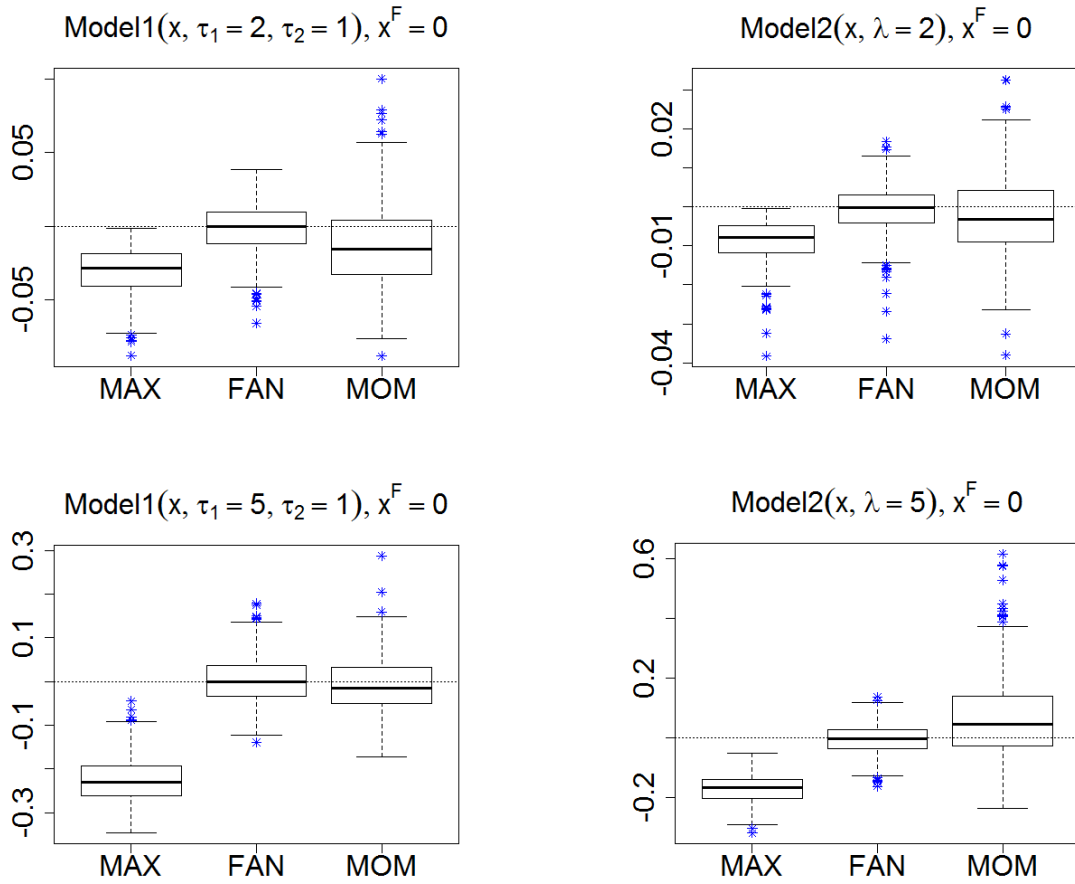 Model1(x, τ₁ = 2, τ₂ = 1), xᶠ = 0
0.05
-0.05
MAX FAN MOM
Model2(x, λ = 2), xᶠ = 0
0.02
-0.01
-0.04
MAX FAN MOM
Model1(x, τ₁ = 5, τ₂ = 1), xᶠ = 0
0.3
0.1
-0.1
-0.3
MAX FAN MOM
Model2(x, λ = 5), xᶠ = 0
0.6
0.2
-0.2
MAX FAN MOM